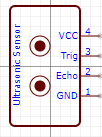 Ultrasonic Sensor
VCC 4
Trig 3
Echo 2
GND 1